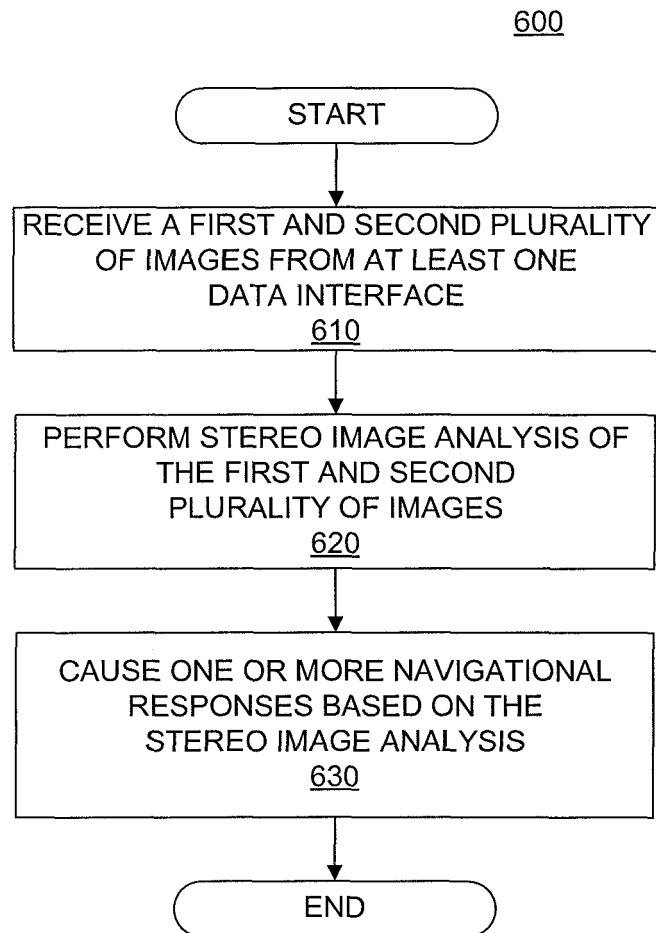 600
START
RECEIVE A FIRST AND SECOND PLURALITY
OF IMAGES FROM AT LEAST ONE
DATA INTERFACE
610
PERFORM STEREO IMAGE ANALYSIS OF
THE FIRST AND SECOND
PLURALITY OF IMAGES
620
CAUSE ONE OR MORE NAVIGATIONAL
RESPONSES BASED ON THE
STEREO IMAGE ANALYSIS
630
END